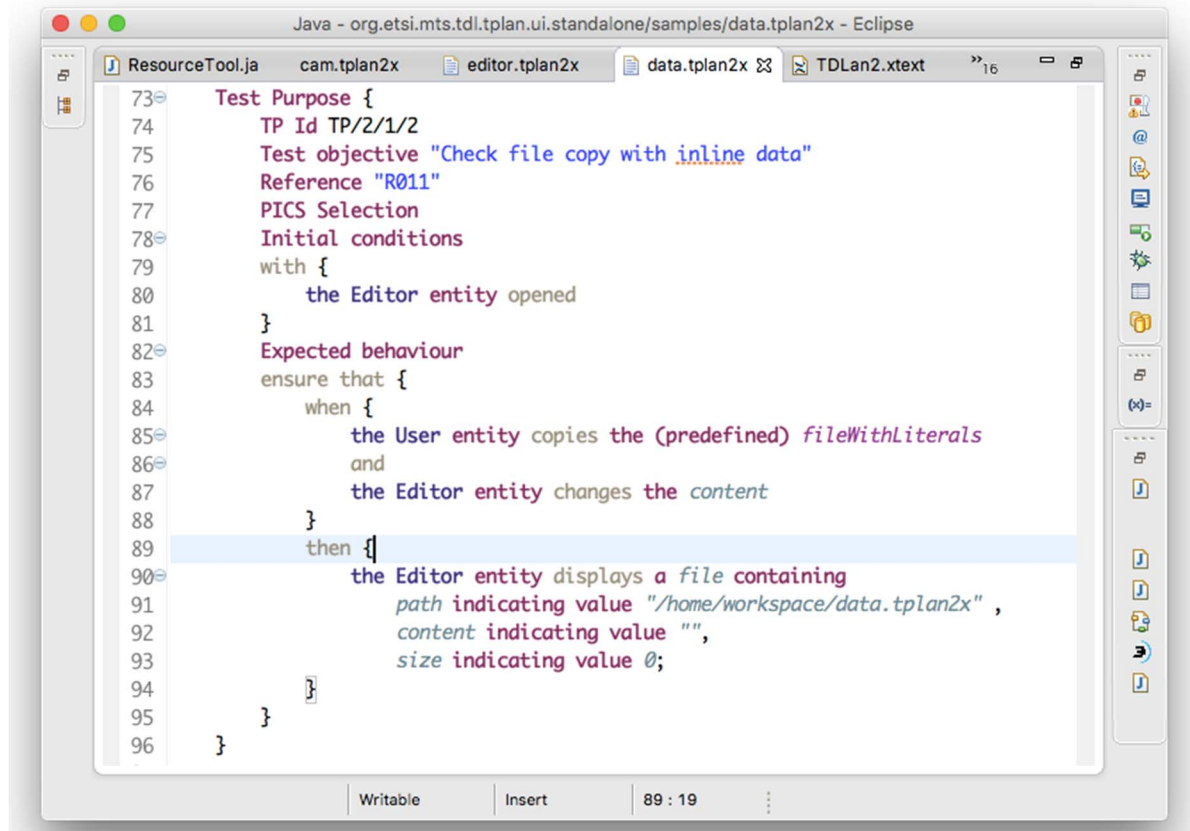 Java - org.etsi.mts.tdl.tplan.ui.standalone/samples/data.tplan2x - Eclipse
ResourceTool.ja cam.tplan2x editor.tplan2x data.tplan2x TDLan2.xtext »16
73 Test Purpose {
74 TP Id TP/2/1/2
75 Test objective "Check file copy with inline data"
76 Reference "R011"
77 PICS Selection
78 Initial conditions
79 with {
80 the Editor entity opened
81 }
82 Expected behaviour
83 ensure that {
84 when {
85 the User entity copies the (predefined) fileWithLiterals
86 and
87 the Editor entity changes the content
88 }
89 then {
90 the Editor entity displays a file containing
91 path indicating value "/home/workspace/data.tplan2x" ,
92 content indicating value "",
93 size indicating value 0;
94 }
95 }
96 }
(x)=
Writable Insert 89 : 19